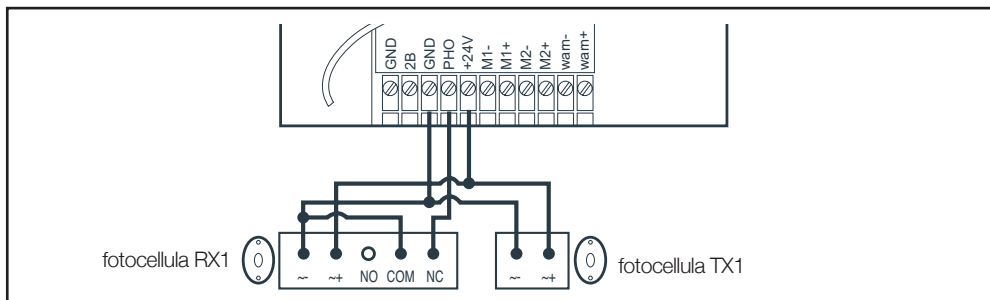 GND 2B GND PHO +24V M1- M1+ M2- M2+ wam- wam+
fotocellula RX1
~- ~+ NO COM NC
~- ~+
fotocellula TX1